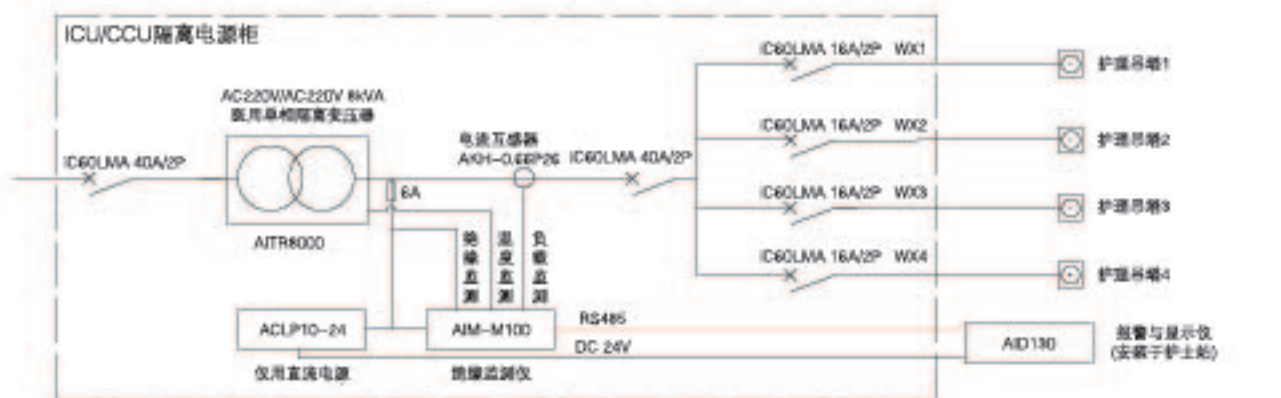 ICU/CCU隔离电源柜
AC220V/AC220V 8kVA
医用单相隔离变压器
IC60LMA 40A/2P
AITR8000
6A
电流互感器
AKH-0.66P26
IC60LMA 40A/2P
IC60LMA 16A/2P WX1
护理吊塔1
IC60LMA 16A/2P WX2
护理吊塔2
IC60LMA 16A/2P WX3
护理吊塔3
IC60LMA 16A/2P WX4
护理吊塔4
绝缘监测
温度监测
负载监测
ACLP10-24
仪用直流电源
AIM-M100
绝缘监测仪
RS485
DC 24V
AID130
报警与显示仪
(安装于护士站)